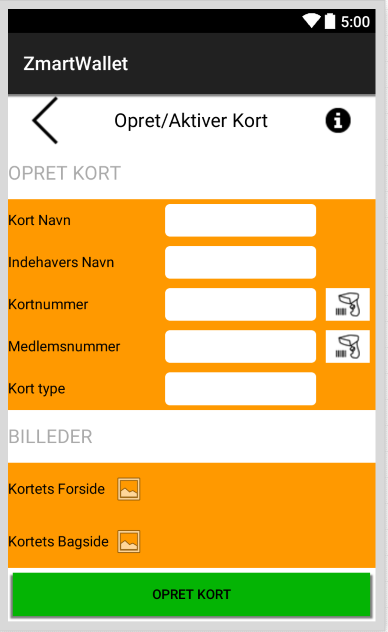 5:00
ZmartWallet
Opret/Aktiver Kort
OPRET KORT
Kort Navn
Indehavers Navn
Kortnummer
Medlemsnummer
Kort type
BILLEDER
Kortets Forside
Kortets Bagside
OPRET KORT